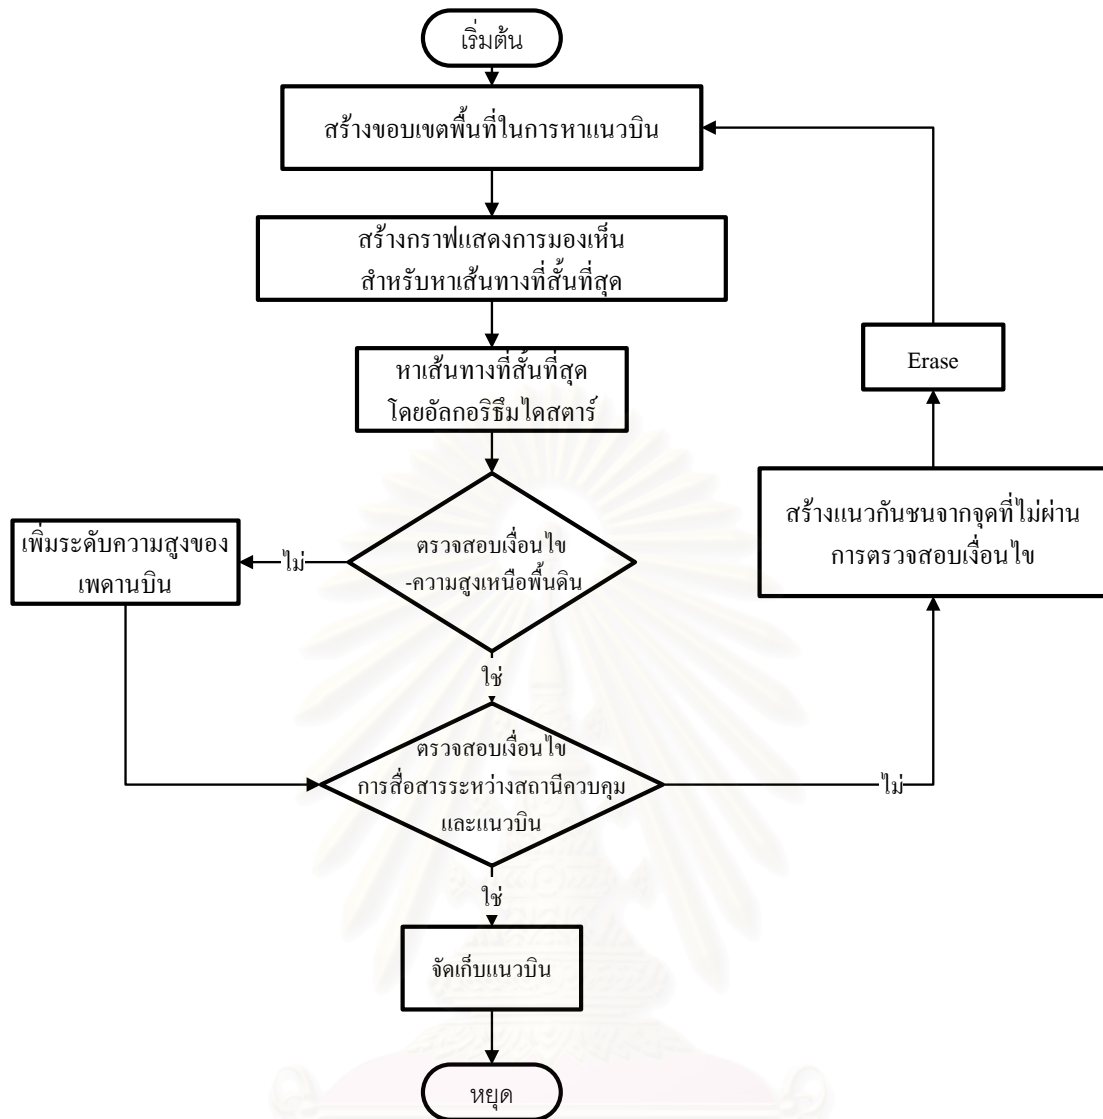 เริ่มต้น
สร้างขอบเขตพื้นที่ในการหาแนวบิน
สร้างกราฟแสดงการมองเห็น
สำหรับหาเส้นทางที่สั้นที่สุด
หาเส้นทางที่สั้นที่สุด
โดยอัลกอริธึมไดสตาร์
Erase
ตรวจสอบเงื่อนไข
-ความสูงเหนือพื้นดิน
ไม่
เพิ่มระดับความสูงของ
เพดานบิน
สร้างแนวกันชนจากจุดที่ไม่ผ่าน
การตรวจสอบเงื่อนไข
ใช่
ตรวจสอบเงื่อนไข
การสื่อสารระหว่างสถานีควบคุม
และแนวบิน
ไม่
ใช่
จัดเก็บแนวบิน
หยุด